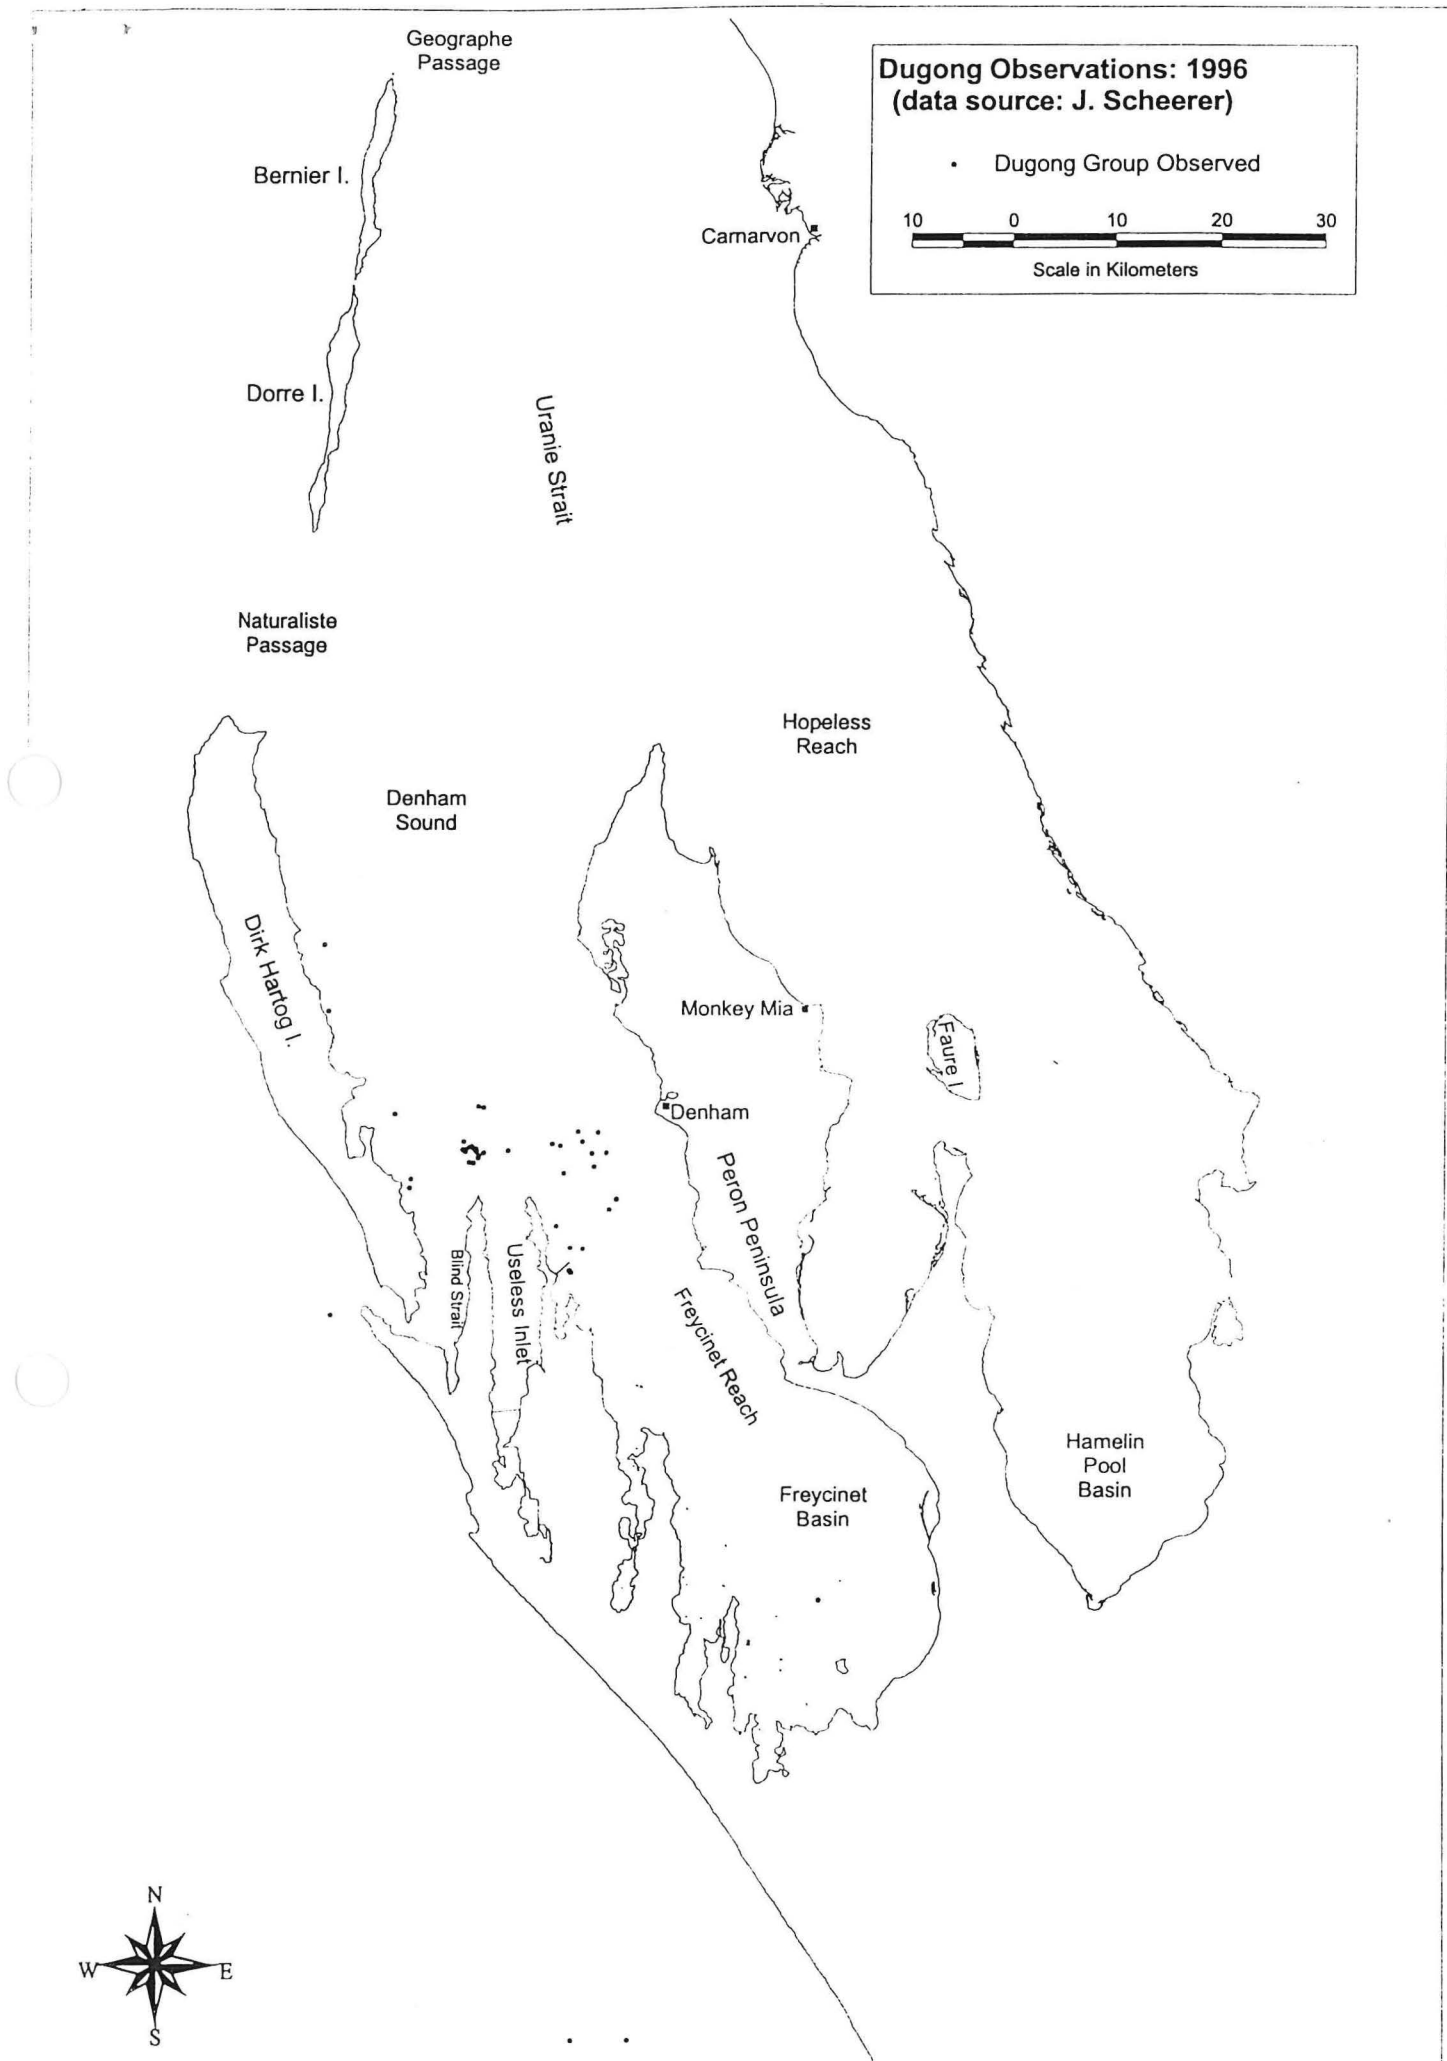 Geographe
Passage
Dugong Observations: 1996
(data source: J. Scheerer)
Dugong Group Observed
10 0 10 20 30
Scale in Kilometers
Bernier I.
Carnarvon
Dorre I.
Uranie Strait
Naturaliste
Passage
Hopeless
Reach
Denham
Sound
Dirk Hartog I.
Monkey Mia
Faure I
Denham
Peron Peninsula
Blind Strait
Useless Inlet
Freycinet Reach
Hamelin
Pool
Basin
Freycinet
Basin
N
W E
S